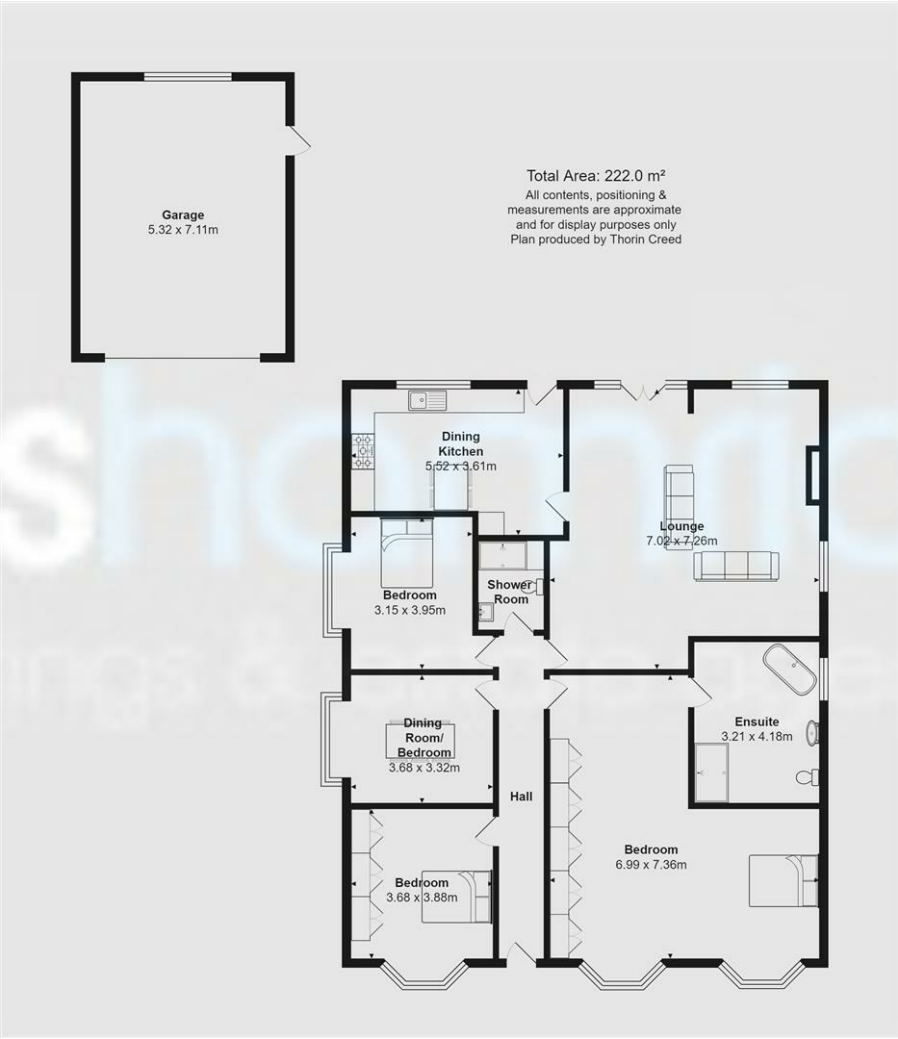 Garage
5.32 x 7.11m
Total Area: 222.0 m²
All contents, positioning &
measurements are approximate
and for display purposes only
Plan produced by Thorin Creed
Dining
Kitchen
5.52 x 3.61m
Lounge
7.02 x 7.26m
Bedroom
3.15 x 3.95m
Shower
Room
Ensuite
3.21 x 4.18m
Dining
Room/
Bedroom
3.68 x 3.32m
Hall
Bedroom
3.68 x 3.88m
Bedroom
6.99 x 7.36m